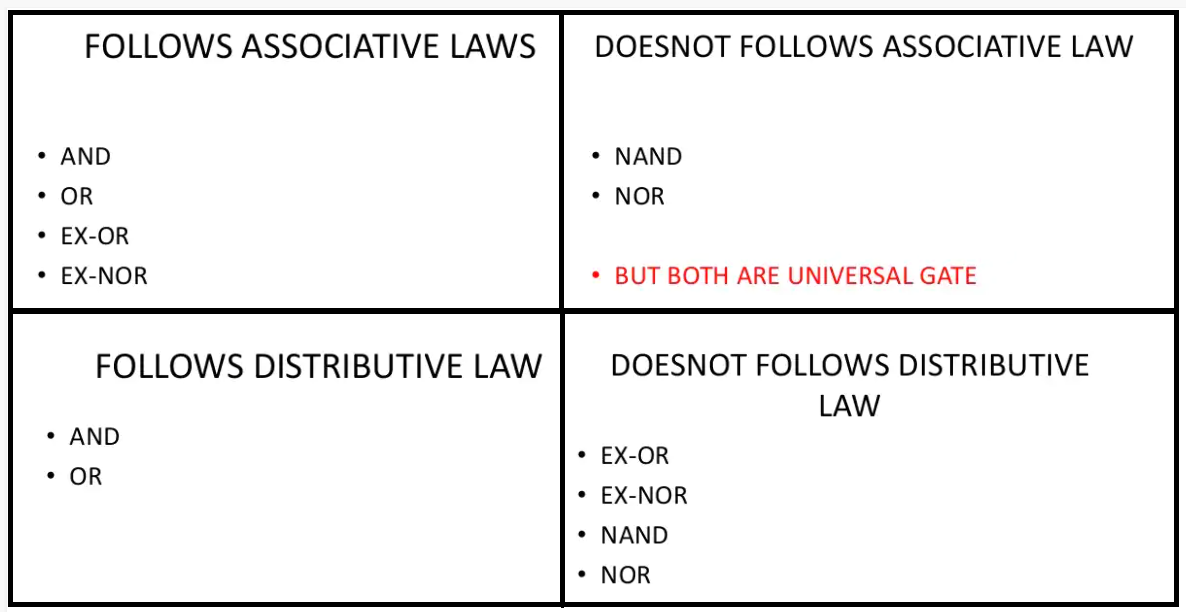 FOLLOWS ASSOCIATIVE LAWS
• AND
• OR
• EX-OR
• EX-NOR
DOESNOT FOLLOWS ASSOCIATIVE LAW
• NAND
• NOR
• BUT BOTH ARE UNIVERSAL GATE
FOLLOWS DISTRIBUTIVE LAW
• AND
• OR
DOESNOT FOLLOWS DISTRIBUTIVE
LAW
• EX-OR
• EX-NOR
• NAND
• NOR